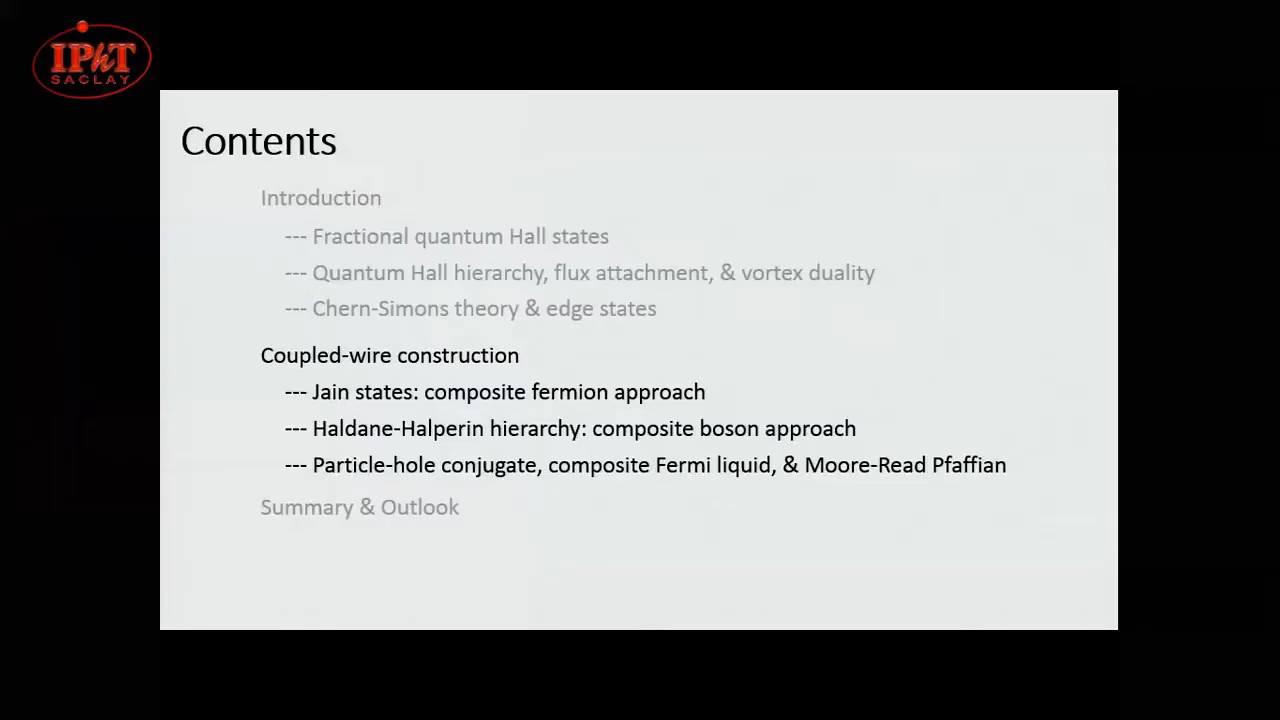 IPhT
SACLAY
Contents
Introduction
--- Fractional quantum Hall states
--- Quantum Hall hierarchy, flux attachment, & vortex duality
--- Chern-Simons theory & edge states
Coupled-wire construction
--- Jain states: composite fermion approach
--- Haldane-Halperin hierarchy: composite boson approach
--- Particle-hole conjugate, composite Fermi liquid, & Moore-Read Pfaffian
Summary & Outlook